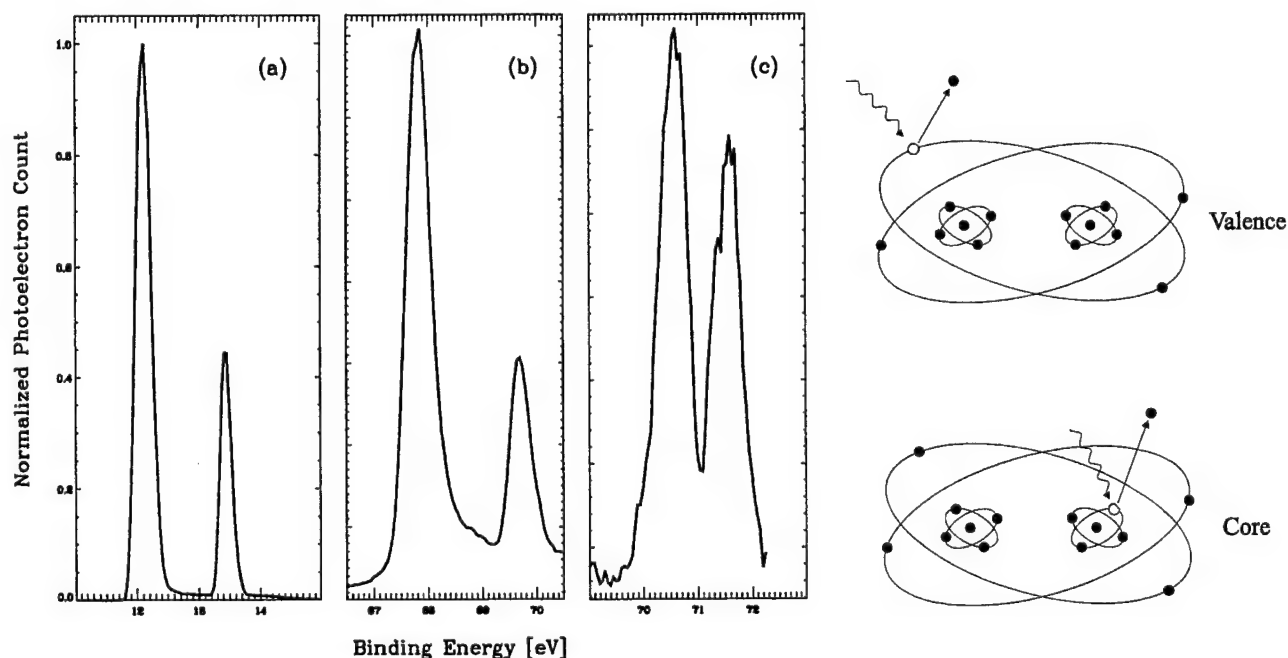 Normalized Photoelectron Count
1.0
0.8
0.6
0.4
0.2
0.0
(a)
(b)
(c)
12 13 14
67 68 69 70
70 71 72
Binding Energy [eV]
Valence
Core